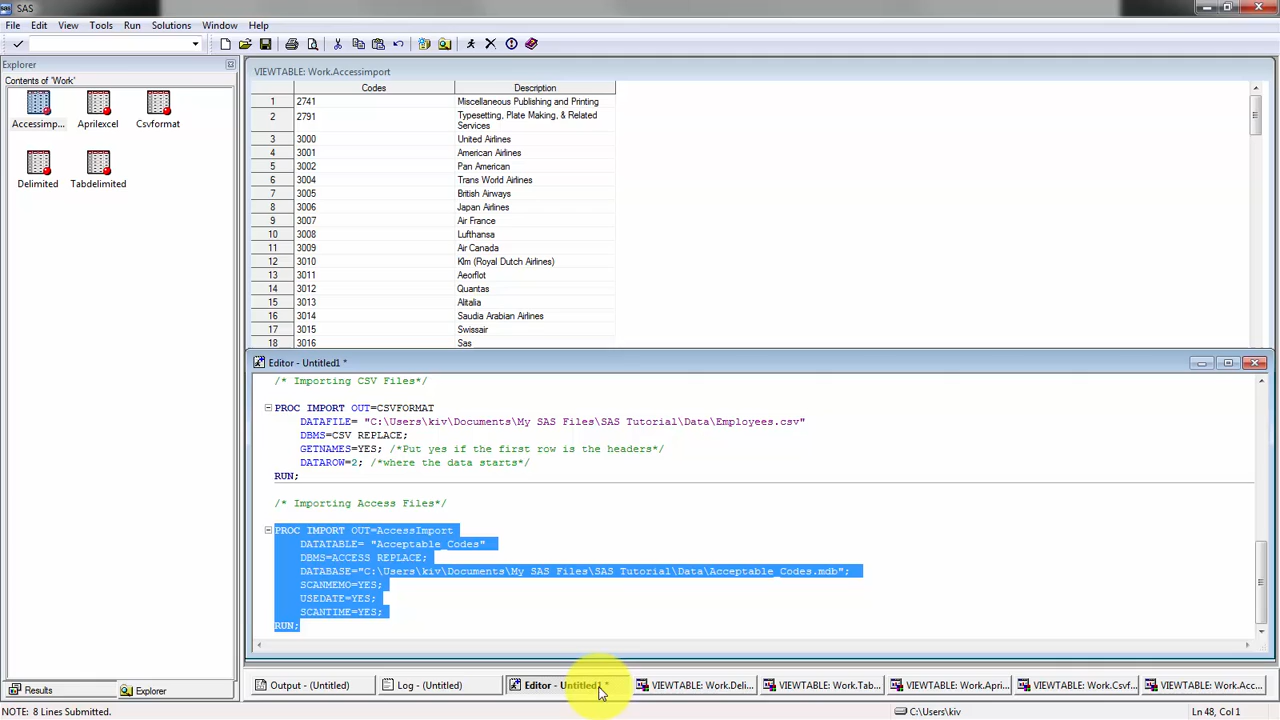 SAS
File Edit View Tools Run Solutions Window Help
Explorer
Contents of 'Work'
Accessimp... Aprilexcel Csvformat
Delimited Tabdelimited
VIEWTABLE: Work.Accessimport
Codes Description
1 2741 Miscellaneous Publishing and Printing
2 2791 Typesetting, Plate Making, & Related
Services
3 3000 United Airlines
4 3001 American Airlines
5 3002 Pan American
6 3004 Trans World Airlines
7 3005 British Airways
8 3006 Japan Airlines
9 3007 Air France
10 3008 Lufthansa
11 3009 Air Canada
12 3010 Klm (Royal Dutch Airlines)
13 3011 Aeorflot
14 3012 Quantas
15 3013 Alitalia
16 3014 Saudia Arabian Airlines
17 3015 Swissair
18 3016 Sas
Editor - Untitled1 *
/* Importing CSV Files*/
PROC IMPORT OUT=CSVFORMAT
DATAFILE= "C:\Users\kiv\Documents\My SAS Files\SAS Tutorial\Data\Employees.csv"
DBMS=CSV REPLACE;
GETNAMES=YES; /*Put yes if the first row is the headers*/
DATAROW=2; /*where the data starts*/
RUN;
/* Importing Access Files*/
PROC IMPORT OUT=AccessImport
DATATABLE= "Acceptable_Codes"
DBMS=ACCESS REPLACE;
DATABASE="C:\Users\kiv\Documents\My SAS Files\SAS Tutorial\Data\Acceptable_Codes.mdb";
SCANMEMO=YES;
USEDATE=YES;
SCANTIME=YES;
RUN;
Results Explorer
Output - (Untitled) Log - (Untitled) Editor - Untitled1 * VIEWTABLE: Work.Deli... VIEWTABLE: Work.Tab... VIEWTABLE: Work.Apri... VIEWTABLE: Work.Csvf... VIEWTABLE: Work.Acc...
NOTE: 8 Lines Submitted. C:\Users\kiv Ln 48, Col 1